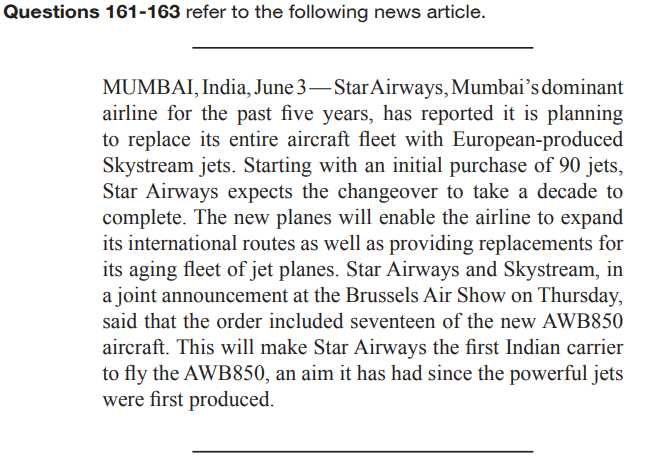 Questions 161-163 refer to the following news article.
MUMBAI, India, June 3—Star Airways, Mumbai's dominant
airline for the past five years, has reported it is planning
to replace its entire aircraft fleet with European-produced
Skystream jets. Starting with an initial purchase of 90 jets,
Star Airways expects the changeover to take a decade to
complete. The new planes will enable the airline to expand
its international routes as well as providing replacements for
its aging fleet of jet planes. Star Airways and Skystream, in
a joint announcement at the Brussels Air Show on Thursday,
said that the order included seventeen of the new AWB850
aircraft. This will make Star Airways the first Indian carrier
to fly the AWB850, an aim it has had since the powerful jets
were first produced.